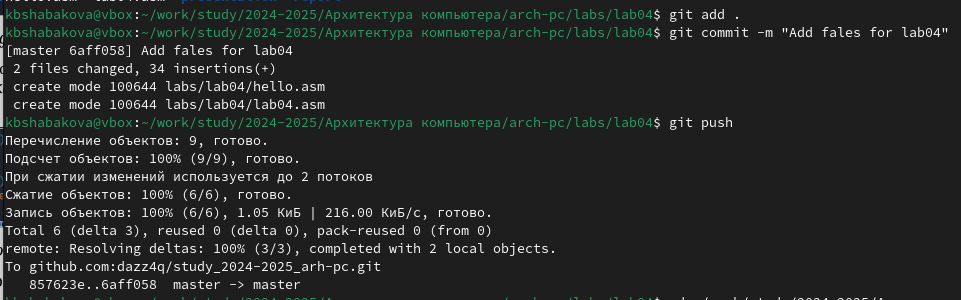 kbshabakova@vbox:~/work/study/2024-2025/Архитектура компьютера/arch-pc/labs/lab04$ git add .
kbshabakova@vbox:~/work/study/2024-2025/Архитектура компьютера/arch-pc/labs/lab04$ git commit -m "Add fales for lab04"
[master 6aff058] Add fales for lab04
 2 files changed, 34 insertions(+)
 create mode 100644 labs/lab04/hello.asm
 create mode 100644 labs/lab04/lab04.asm
kbshabakova@vbox:~/work/study/2024-2025/Архитектура компьютера/arch-pc/labs/lab04$ git push
Перечисление объектов: 9, готово.
Подсчет объектов: 100% (9/9), готово.
При сжатии изменений используется до 2 потоков
Сжатие объектов: 100% (6/6), готово.
Запись объектов: 100% (6/6), 1.05 КиБ | 216.00 КиБ/с, готово.
Total 6 (delta 3), reused 0 (delta 0), pack-reused 0 (from 0)
remote: Resolving deltas: 100% (3/3), completed with 2 local objects.
To github.com:dazz4q/study_2024-2025_arh-pc.git
   857623e..6aff058  master -> master